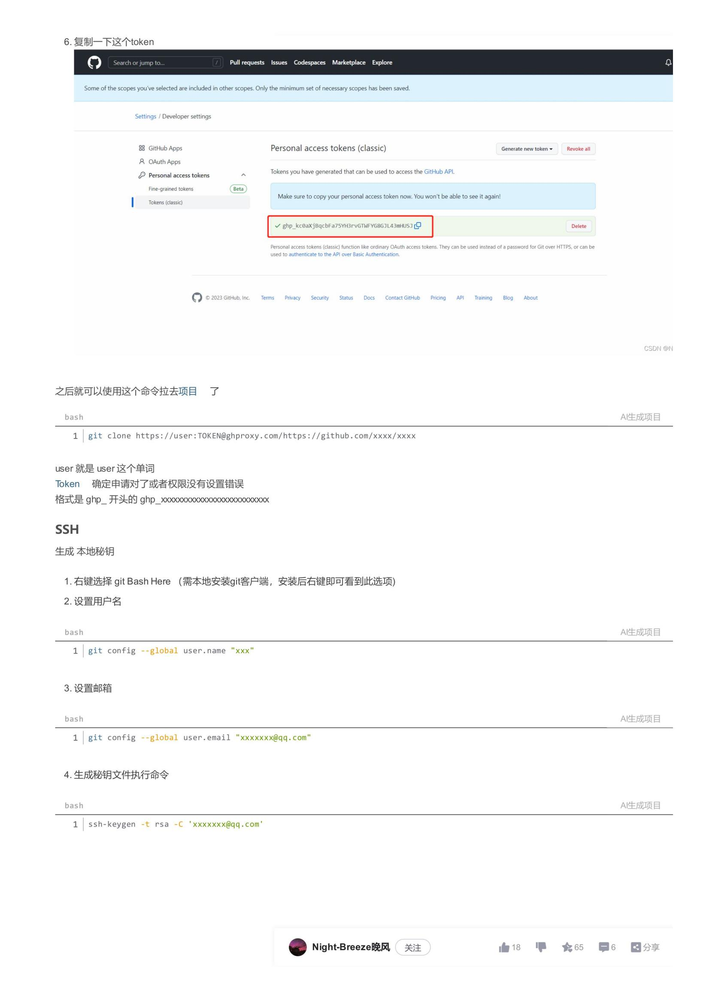 6. 复制一下这个token
Search or jump to... / Pull requests Issues Codespaces Marketplace Explore
Some of the scopes you've selected are included in other scopes. Only the minimum set of necessary scopes has been saved.
Settings / Developer settings
GitHub Apps
OAuth Apps
Personal access tokens
Fine-grained tokens Beta
Tokens (classic)
Personal access tokens (classic) Generate new token Revoke all
Tokens you have generated that can be used to access the GitHub API.
Make sure to copy your personal access token now. You won't be able to see it again!
[token omitted] Delete
Personal access tokens (classic) function like ordinary OAuth access tokens. They can be used instead of a password for Git over HTTPS, or can be
used to authenticate to the API over Basic Authentication.
© 2023 GitHub, Inc. Terms Privacy Security Status Docs Contact GitHub Pricing API Training Blog About
CSDN @N
之后就可以使用这个命令拉去项目 了
bash AI生成项目
1 git clone https://user:TOKEN@ghproxy.com/https://github.com/xxxx/xxxx
user 就是 user 这个单词
Token 确定申请对了或者权限没有设置错误
格式是 ghp_ 开头的 ghp_xxxxxxxxxxxxxxxxxxxxxxxxxx
SSH
生成 本地秘钥
1. 右键选择 git Bash Here （需本地安装git客户端，安装后右键即可看到此选项)
2. 设置用户名
bash AI生成项目
1 git config --global user.name "xxx"
3. 设置邮箱
bash AI生成项目
1 git config --global user.email "xxxxxxx@qq.com"
4. 生成秘钥文件执行命令
bash AI生成项目
1 ssh-keygen -t rsa -C 'xxxxxxx@qq.com'
Night-Breeze晚风 关注 18 65 6 分享